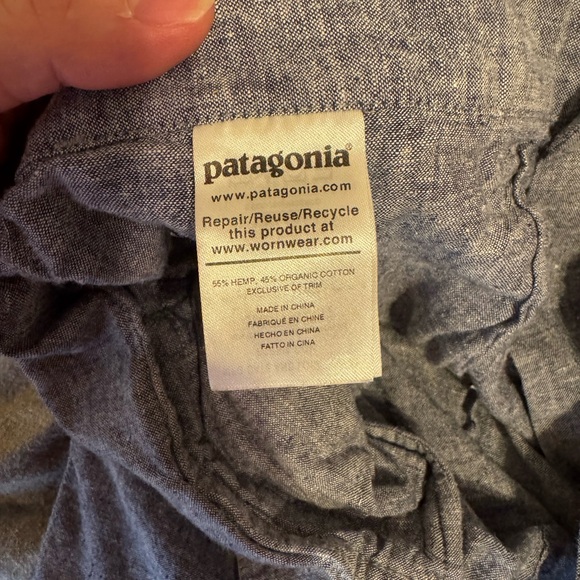 patagonia®
www.patagonia.com
Repair/Reuse/Recycle
this product at
www.wornwear.com
55% HEMP, 45% ORGANIC COTTON
EXCLUSIVE OF TRIM
MADE IN CHINA
FABRIQUÉ EN CHINE
HECHO EN CHINA
FATTO IN CINA